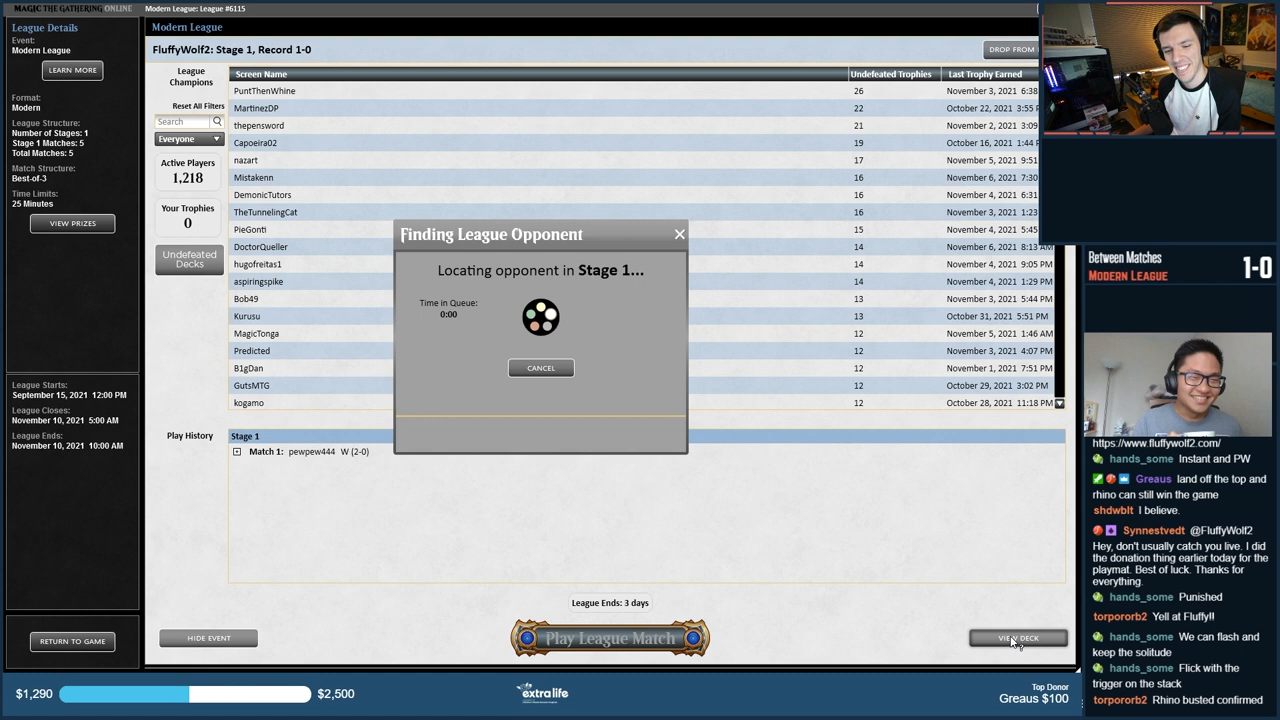 MAGIC THE GATHERING ONLINE
Modern League: League #6115
League Details
Event:
Modern League
LEARN MORE
Format:
Modern
League Structure:
Number of Stages: 1
Stage 1 Matches: 5
Total Matches: 5
Match Structure:
Best-of-3
Time Limits:
25 Minutes
VIEW PRIZES
League Starts:
September 15, 2021 12:00 PM
League Closes:
November 10, 2021 5:00 AM
League Ends:
November 10, 2021 10:00 AM
RETURN TO GAME
Modern League
FluffyWolf2: Stage 1, Record 1-0
DROP FROM
League
Champions
Reset All Filters
Search
Everyone
Active Players
1,218
Your Trophies
0
Undefeated
Decks
Screen Name Undefeated Trophies Last Trophy Earned
PuntThenWhine 26 November 3, 2021 6:38
MartinezDP 22 October 22, 2021 3:55
thepensword 21 November 2, 2021 3:09
Capoeira02 19 October 16, 2021 1:44
nazart 17 November 5, 2021 9:51
Mistakenn 16 November 6, 2021 7:30
DemonicTutors 16 November 4, 2021 6:31
TheTunnelingCat 16 November 3, 2021 1:23
PieGonti 15 November 4, 2021 5:45
DoctorQueller 14 November 6, 2021 8:13 AM
hugofreitas1 14 November 4, 2021 9:05 PM
aspiringspike 14 November 4, 2021 1:29 PM
Bob49 13 November 3, 2021 5:44 PM
Kurusu 13 October 31, 2021 5:51 PM
MagicTonga 12 November 5, 2021 1:46 AM
Predicted 12 November 3, 2021 4:07 PM
B1gDan 12 November 1, 2021 7:51 PM
GutsMTG 12 October 29, 2021 3:02 PM
kogamo 12 October 28, 2021 11:18 PM
Finding League Opponent
Locating opponent in Stage 1...
Time in Queue:
0:00
CANCEL
Play History
Stage 1
Match 1: pewpew444 W (2-0)
League Ends: 3 days
HIDE EVENT
Play League Match
VIEW DECK
Between Matches
MODERN LEAGUE
1-0
https://www.fluffywolf2.com/
hands_some Instant and PW
Greaus land off the top and
rhino can still win the game
shdwblt I believe.
Synnestvedt @FluffyWolf2
Hey, don't usually catch you live. I did
the donation thing earlier today for the
playmat. Best of luck. Thanks for
everything.
hands_some Punished
torpororb2 Yell at Fluffy!!
hands_some We can flash and
keep the solitude
hands_some Flick with the
trigger on the stack
torpororb2 Rhino busted confirmed
$1,290
$2,500
extralife
Top Donor
Greaus $100